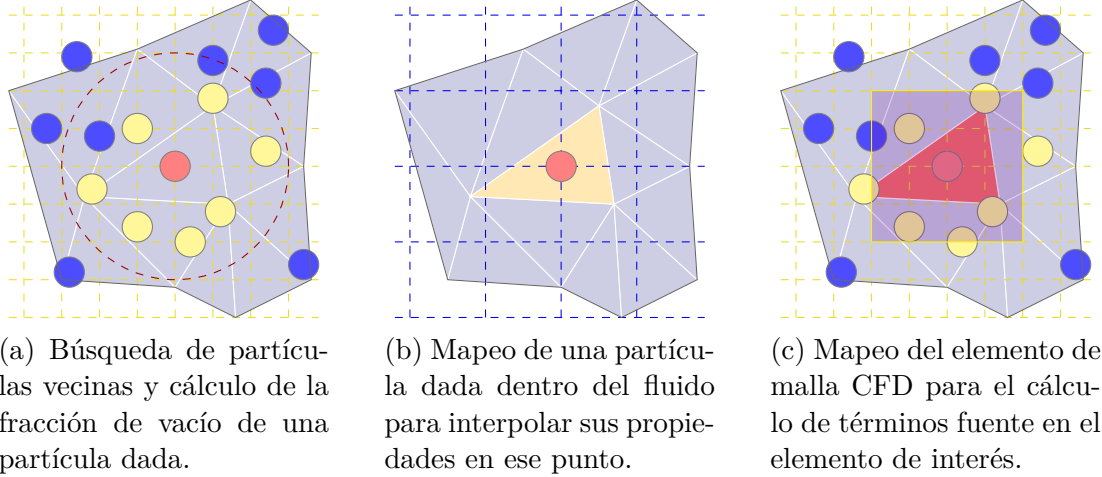 (a) Búsqueda de partícu-
las vecinas y cálculo de la
fracción de vacío de una
partícula dada.
(b) Mapeo de una partícu-
la dada dentro del fluido
para interpolar sus propie-
dades en ese punto.
(c) Mapeo del elemento de
malla CFD para el cálcu-
lo de términos fuente en el
elemento de interés.